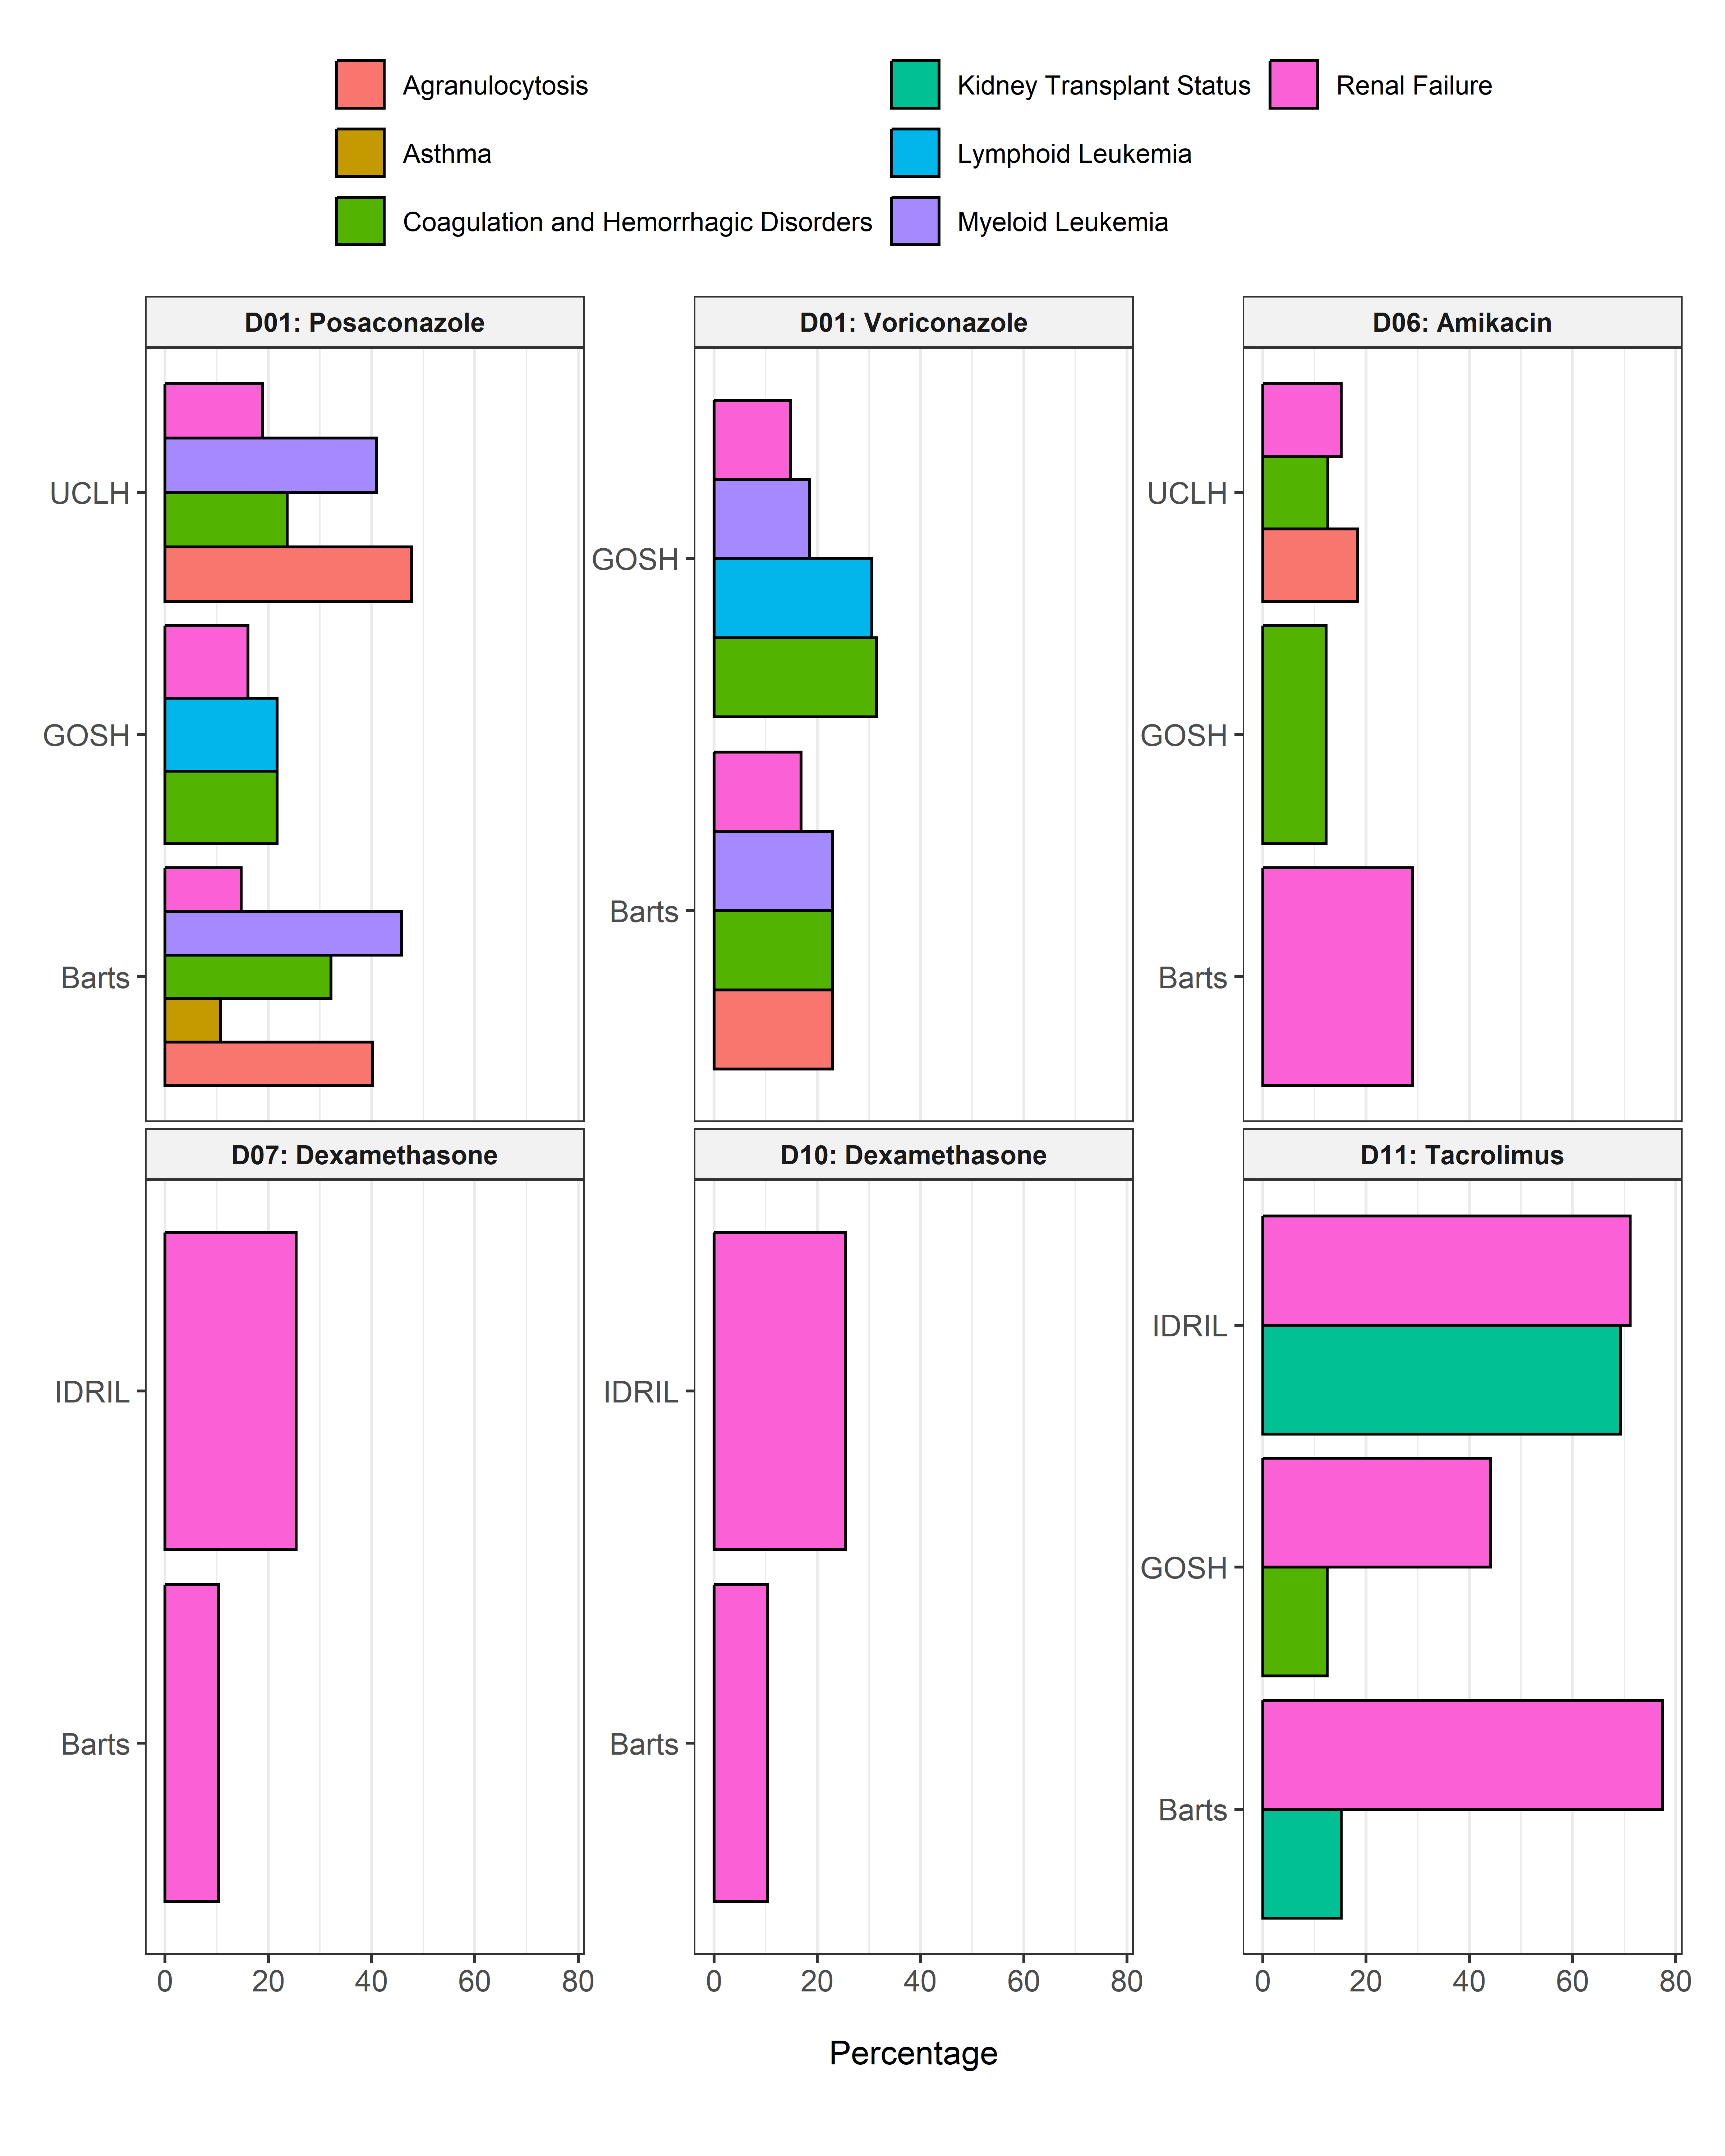 Agranulocytosis
Asthma
Coagulation and Hemorrhagic Disorders
Kidney Transplant Status
Lymphoid Leukemia
Myeloid Leukemia
Renal Failure
D01: Posaconazole
UCLH
GOSH
Barts
D01: Voriconazole
GOSH
Barts
D06: Amikacin
UCLH
GOSH
Barts
D07: Dexamethasone
IDRIL
Barts
0 20 40 60 80
D10: Dexamethasone
IDRIL
Barts
0 20 40 60 80
D11: Tacrolimus
IDRIL
GOSH
Barts
0 20 40 60 80
Percentage